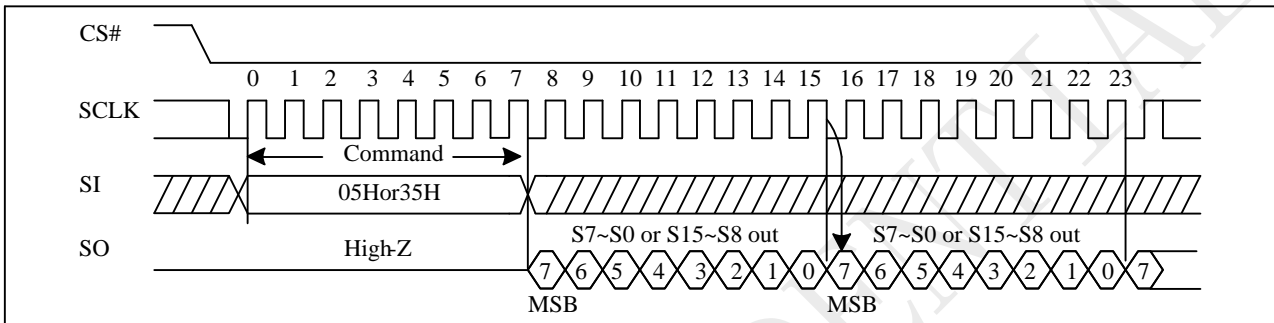 CS#
0 1 2 3 4 5 6 7 8 9 10 11 12 13 14 15 16 17 18 19 20 21 22 23
SCLK
Command
SI
05Hor35H
S7~S0 or S15~S8 out S7~S0 or S15~S8 out
SO
High-Z
7 6 5 4 3 2 1 0 7 6 5 4 3 2 1 0 7
MSB MSB